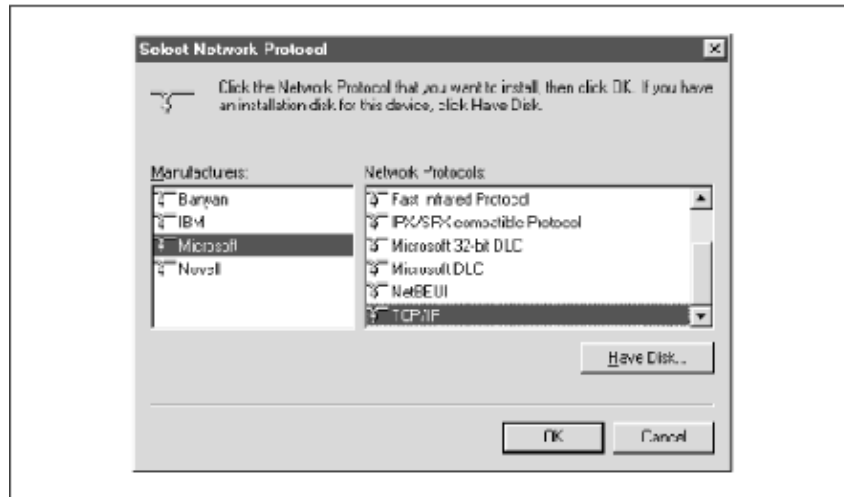 Select Network Protocol
Click the Network Protocol that you want to install, then click OK. If you have
an installation disk for this device, click Have Disk.
Manufacturers:
Banyan
IBM
Microsoft
Novell
Network Protocols:
Fast Infrared Protocol
IPX/SPX-compatible Protocol
Microsoft 32-bit DLC
Microsoft DLC
NetBEUI
TCP/IP
Have Disk...
OK
Cancel